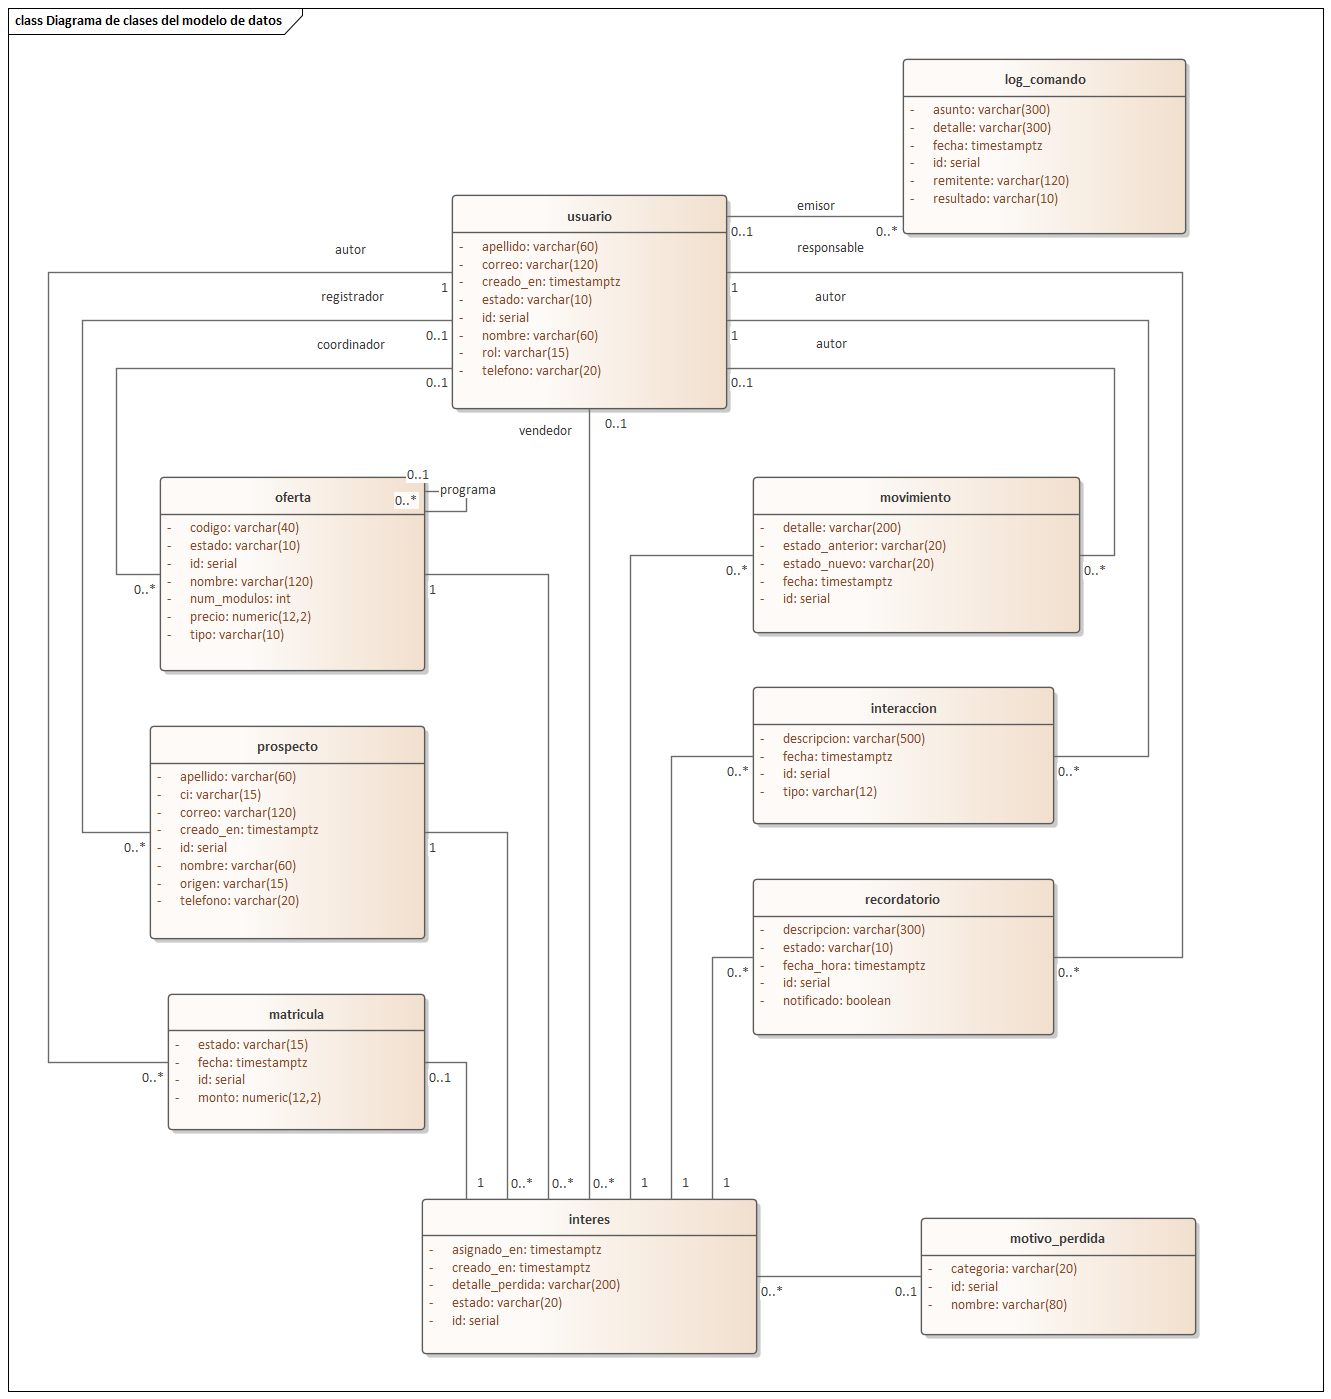 class Diagrama de clases del modelo de datos
log_comando
- asunto: varchar(300)
- detalle: varchar(300)
- fecha: timestamptz
- id: serial
- remitente: varchar(120)
- resultado: varchar(10)
usuario
- apellido: varchar(60)
- correo: varchar(120)
- creado_en: timestamptz
- estado: varchar(10)
- id: serial
- nombre: varchar(60)
- rol: varchar(15)
- telefono: varchar(20)
emisor
0..1
0..*
responsable
1
autor
1
autor
0..1
autor
1
registrador
0..1
coordinador
0..1
vendedor
0..1
oferta
- codigo: varchar(40)
- estado: varchar(10)
- id: serial
- nombre: varchar(120)
- num_modulos: int
- precio: numeric(12,2)
- tipo: varchar(10)
0..1
programa
0..*
0..*
1
movimiento
- detalle: varchar(200)
- estado_anterior: varchar(20)
- estado_nuevo: varchar(20)
- fecha: timestamptz
- id: serial
0..*
0..*
prospecto
- apellido: varchar(60)
- ci: varchar(15)
- correo: varchar(120)
- creado_en: timestamptz
- id: serial
- nombre: varchar(60)
- origen: varchar(15)
- telefono: varchar(20)
0..*
1
interaccion
- descripcion: varchar(500)
- fecha: timestamptz
- id: serial
- tipo: varchar(12)
0..*
0..*
recordatorio
- descripcion: varchar(300)
- estado: varchar(10)
- fecha_hora: timestamptz
- id: serial
- notificado: boolean
0..*
0..*
matricula
- estado: varchar(15)
- fecha: timestamptz
- id: serial
- monto: numeric(12,2)
0..*
0..1
1
0..*
0..*
0..*
1
1
1
interes
- asignado_en: timestamptz
- creado_en: timestamptz
- detalle_perdida: varchar(200)
- estado: varchar(20)
- id: serial
0..*
0..1
motivo_perdida
- categoria: varchar(20)
- id: serial
- nombre: varchar(80)